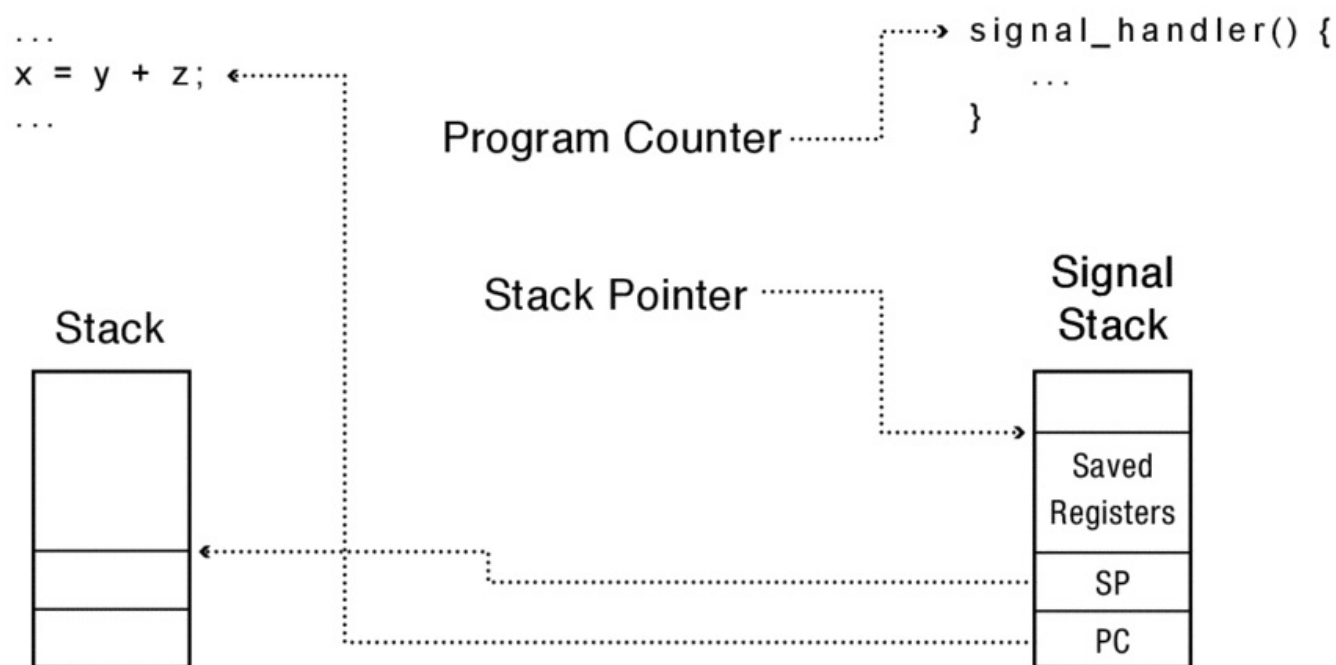 ...
x = y + z;
...
signal_handler() {
...
}
Program Counter
Stack Pointer
Stack
Signal
Stack
Saved
Registers
SP
PC